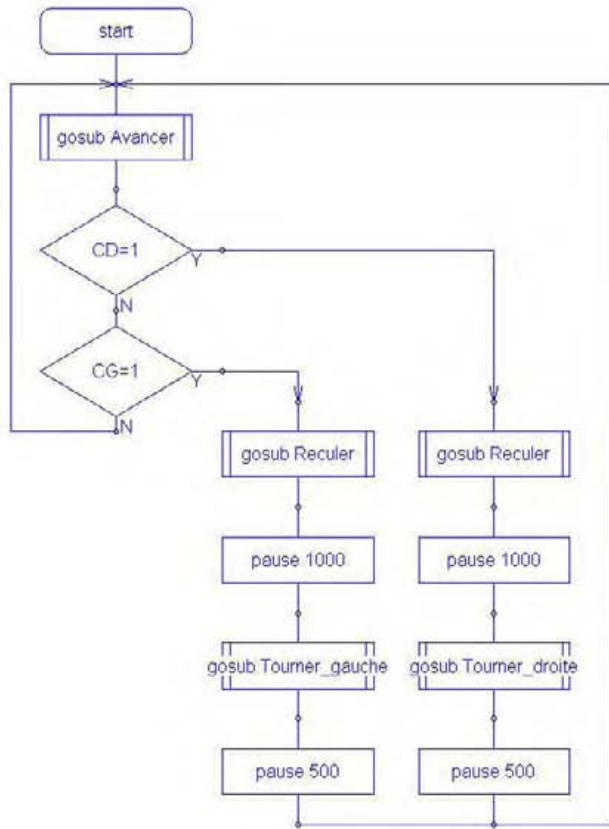 start
gosub Avancer
CD=1
Y
N
CG=1
Y
N
gosub Reculer
gosub Reculer
pause 1000
pause 1000
gosub Tourner_gauche
gosub Tourner_droite
pause 500
pause 500